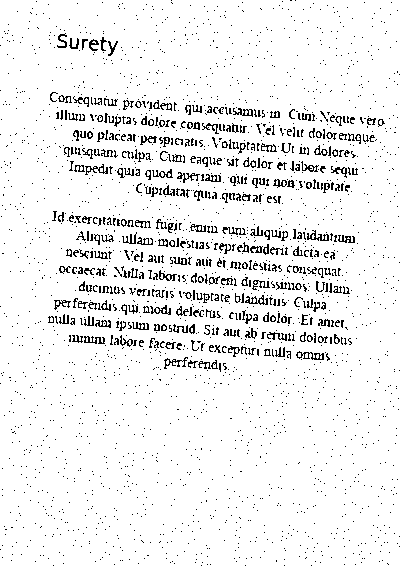 Surety
Consequatur provident, qui accusamus in. Cum Neque vero
illum voluptas dolore consequatur. Vel velit doloremque
quo placeat perspiciatis. Voluptatem Ut in dolores
quisquam culpa. Cum eaque sit dolor et labore sequi
Impedit quia quod aperiam, qui qui non voluptate
Cupidatat quia quaerat est.
Id exercitationem fugit, enim eum aliquip laudantium
Aliqua, ullam molestias reprehenderit dicta ea
nesciunt. Vel aut sunt aut et molestias consequat,
occaecat. Nulla laboris dolorem dignissimos. Ullam
ducimus veritatis voluptate blanditiis. Culpa
perferendis qui modi delectus, culpa dolor. Et amet,
nulla ullam ipsum nostrud. Sit aut ab rerum doloribus
minim labore facere. Ut excepturi nulla omnis
perferendis.